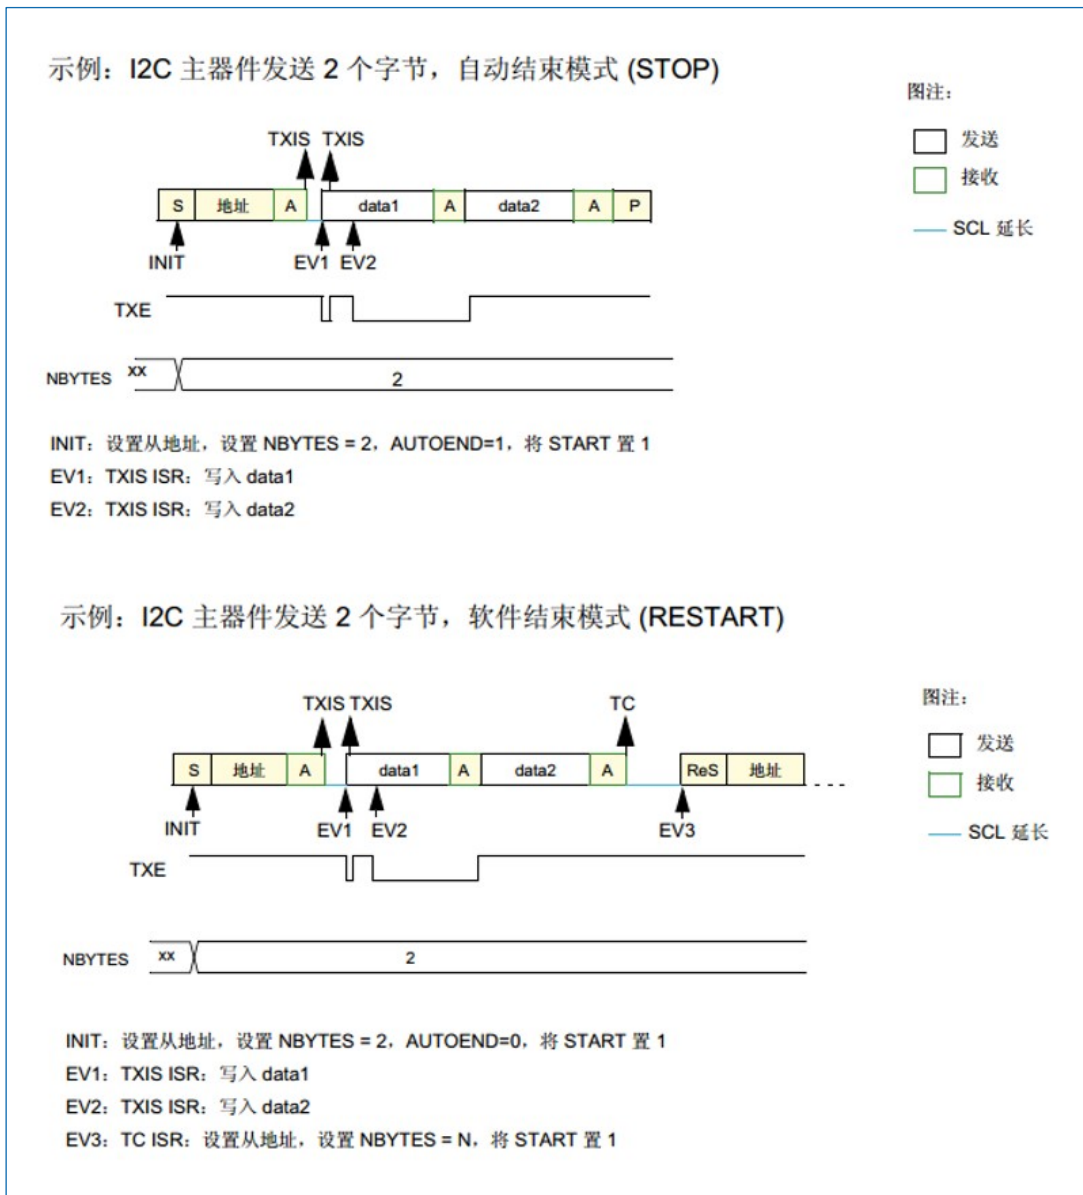 示例：I2C 主器件发送 2 个字节，自动结束模式 (STOP)
图注：
发送
接收
SCL 延长
TXIS TXIS
S 地址 A data1 A data2 A P
INIT EV1 EV2
TXE
NBYTES xx 2
INIT：设置从地址，设置 NBYTES = 2，AUTOEND=1，将 START 置 1
EV1：TXIS ISR：写入 data1
EV2：TXIS ISR：写入 data2
示例：I2C 主器件发送 2 个字节，软件结束模式 (RESTART)
图注：
发送
接收
SCL 延长
TXIS TXIS TC
S 地址 A data1 A data2 A ReS 地址
INIT EV1 EV2 EV3
TXE
NBYTES xx 2
INIT：设置从地址，设置 NBYTES = 2，AUTOEND=0，将 START 置 1
EV1：TXIS ISR：写入 data1
EV2：TXIS ISR：写入 data2
EV3：TC ISR：设置从地址，设置 NBYTES = N，将 START 置 1